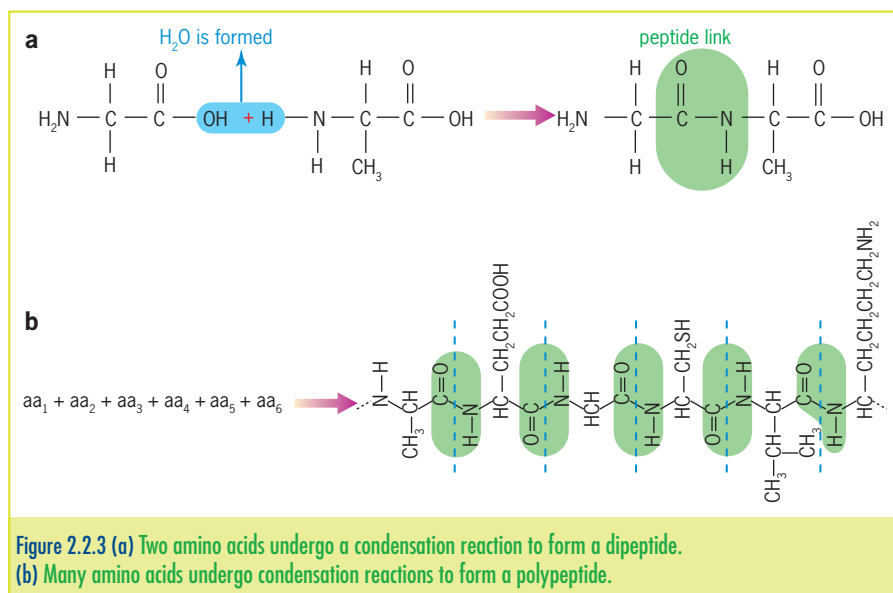 a
H₂O is formed
peptide link
H O H O H O H O
H₂N — C — C — OH + H — N — C — C — OH H₂N — C — C — N — C — C — OH
H H CH₃ H H CH₃
b
aa₁ + aa₂ + aa₃ + aa₄ + aa₅ + aa₆
N—H CH CH₃ C=O H—N CH—CH₂CH₂COOH O=C N—H HCH C=O H—N CH—CH₂SH O=C N—H CH CH CH₃ CH₃ C=O H—N HC—CH₂CH₂CH₂CH₂NH₂
Figure 2.2.3 (a) Two amino acids undergo a condensation reaction to form a dipeptide.
(b) Many amino acids undergo condensation reactions to form a polypeptide.